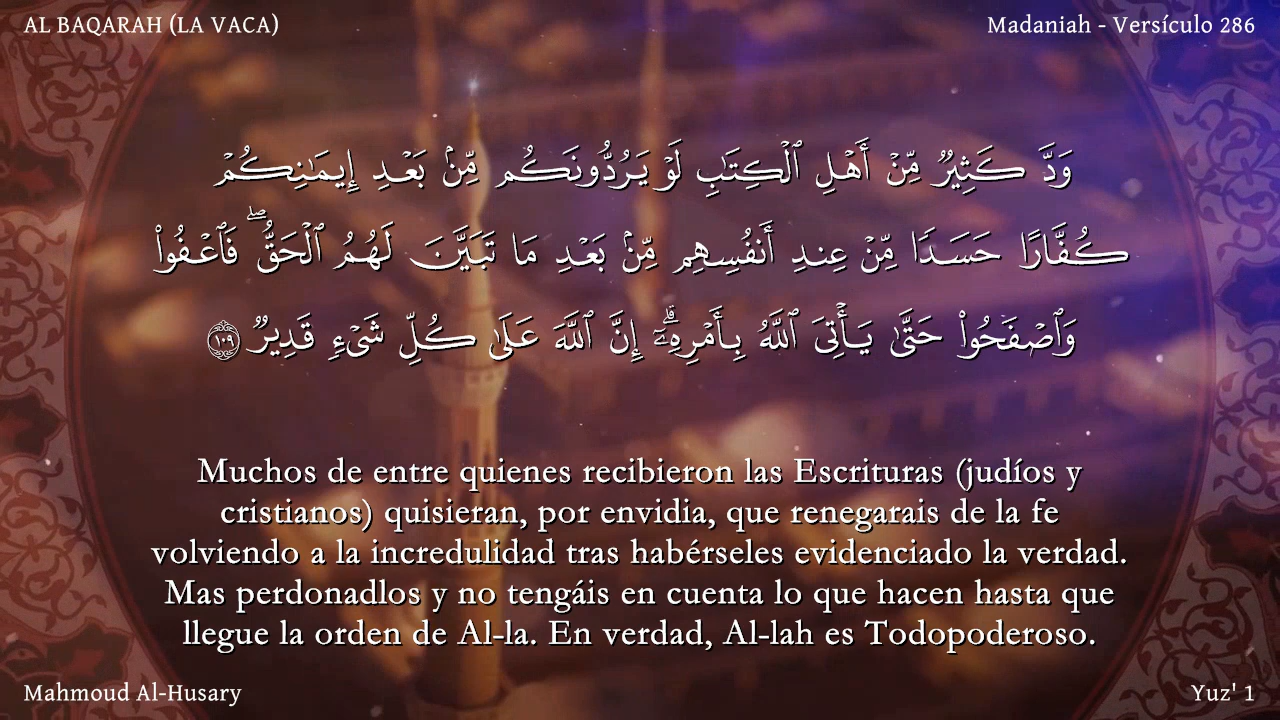 AL BAQARAH (LA VACA)
Madaniah - Versículo 286
وَدَّ كَثِيرٌ مِّنْ أَهْلِ ٱلْكِتَٰبِ لَوْ يَرُدُّونَكُم مِّنۢ بَعْدِ إِيمَٰنِكُمْ
كُفَّارًا حَسَدًا مِّنْ عِندِ أَنفُسِهِم مِّنۢ بَعْدِ مَا تَبَيَّنَ لَهُمُ ٱلْحَقُّ ۖ فَٱعْفُوا۟
وَٱصْفَحُوا۟ حَتَّىٰ يَأْتِىَ ٱللَّهُ بِأَمْرِهِۦٓ ۗ إِنَّ ٱللَّهَ عَلَىٰ كُلِّ شَىْءٍ قَدِيرٌ ١٠٩
Muchos de entre quienes recibieron las Escrituras (judíos y
cristianos) quisieran, por envidia, que renegarais de la fe
volviendo a la incredulidad tras habérseles evidenciado la verdad.
Mas perdonadlos y no tengáis en cuenta lo que hacen hasta que
llegue la orden de Al-la. En verdad, Al-lah es Todopoderoso.
Mahmoud Al-Husary
Yuz' 1